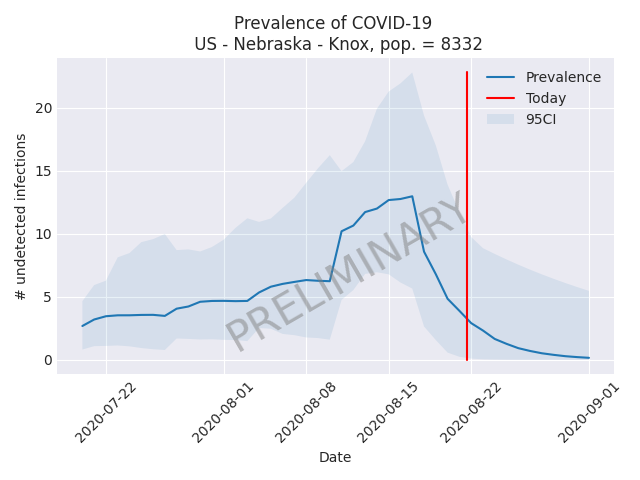 Prevalence of COVID-19
US - Nebraska - Knox, pop. = 8332
Prevalence
Today
95CI
# undetected infections
20
15
10
5
0
PRELIMINARY
2020-07-22
2020-08-01
2020-08-08
2020-08-15
2020-08-22
2020-09-01
Date